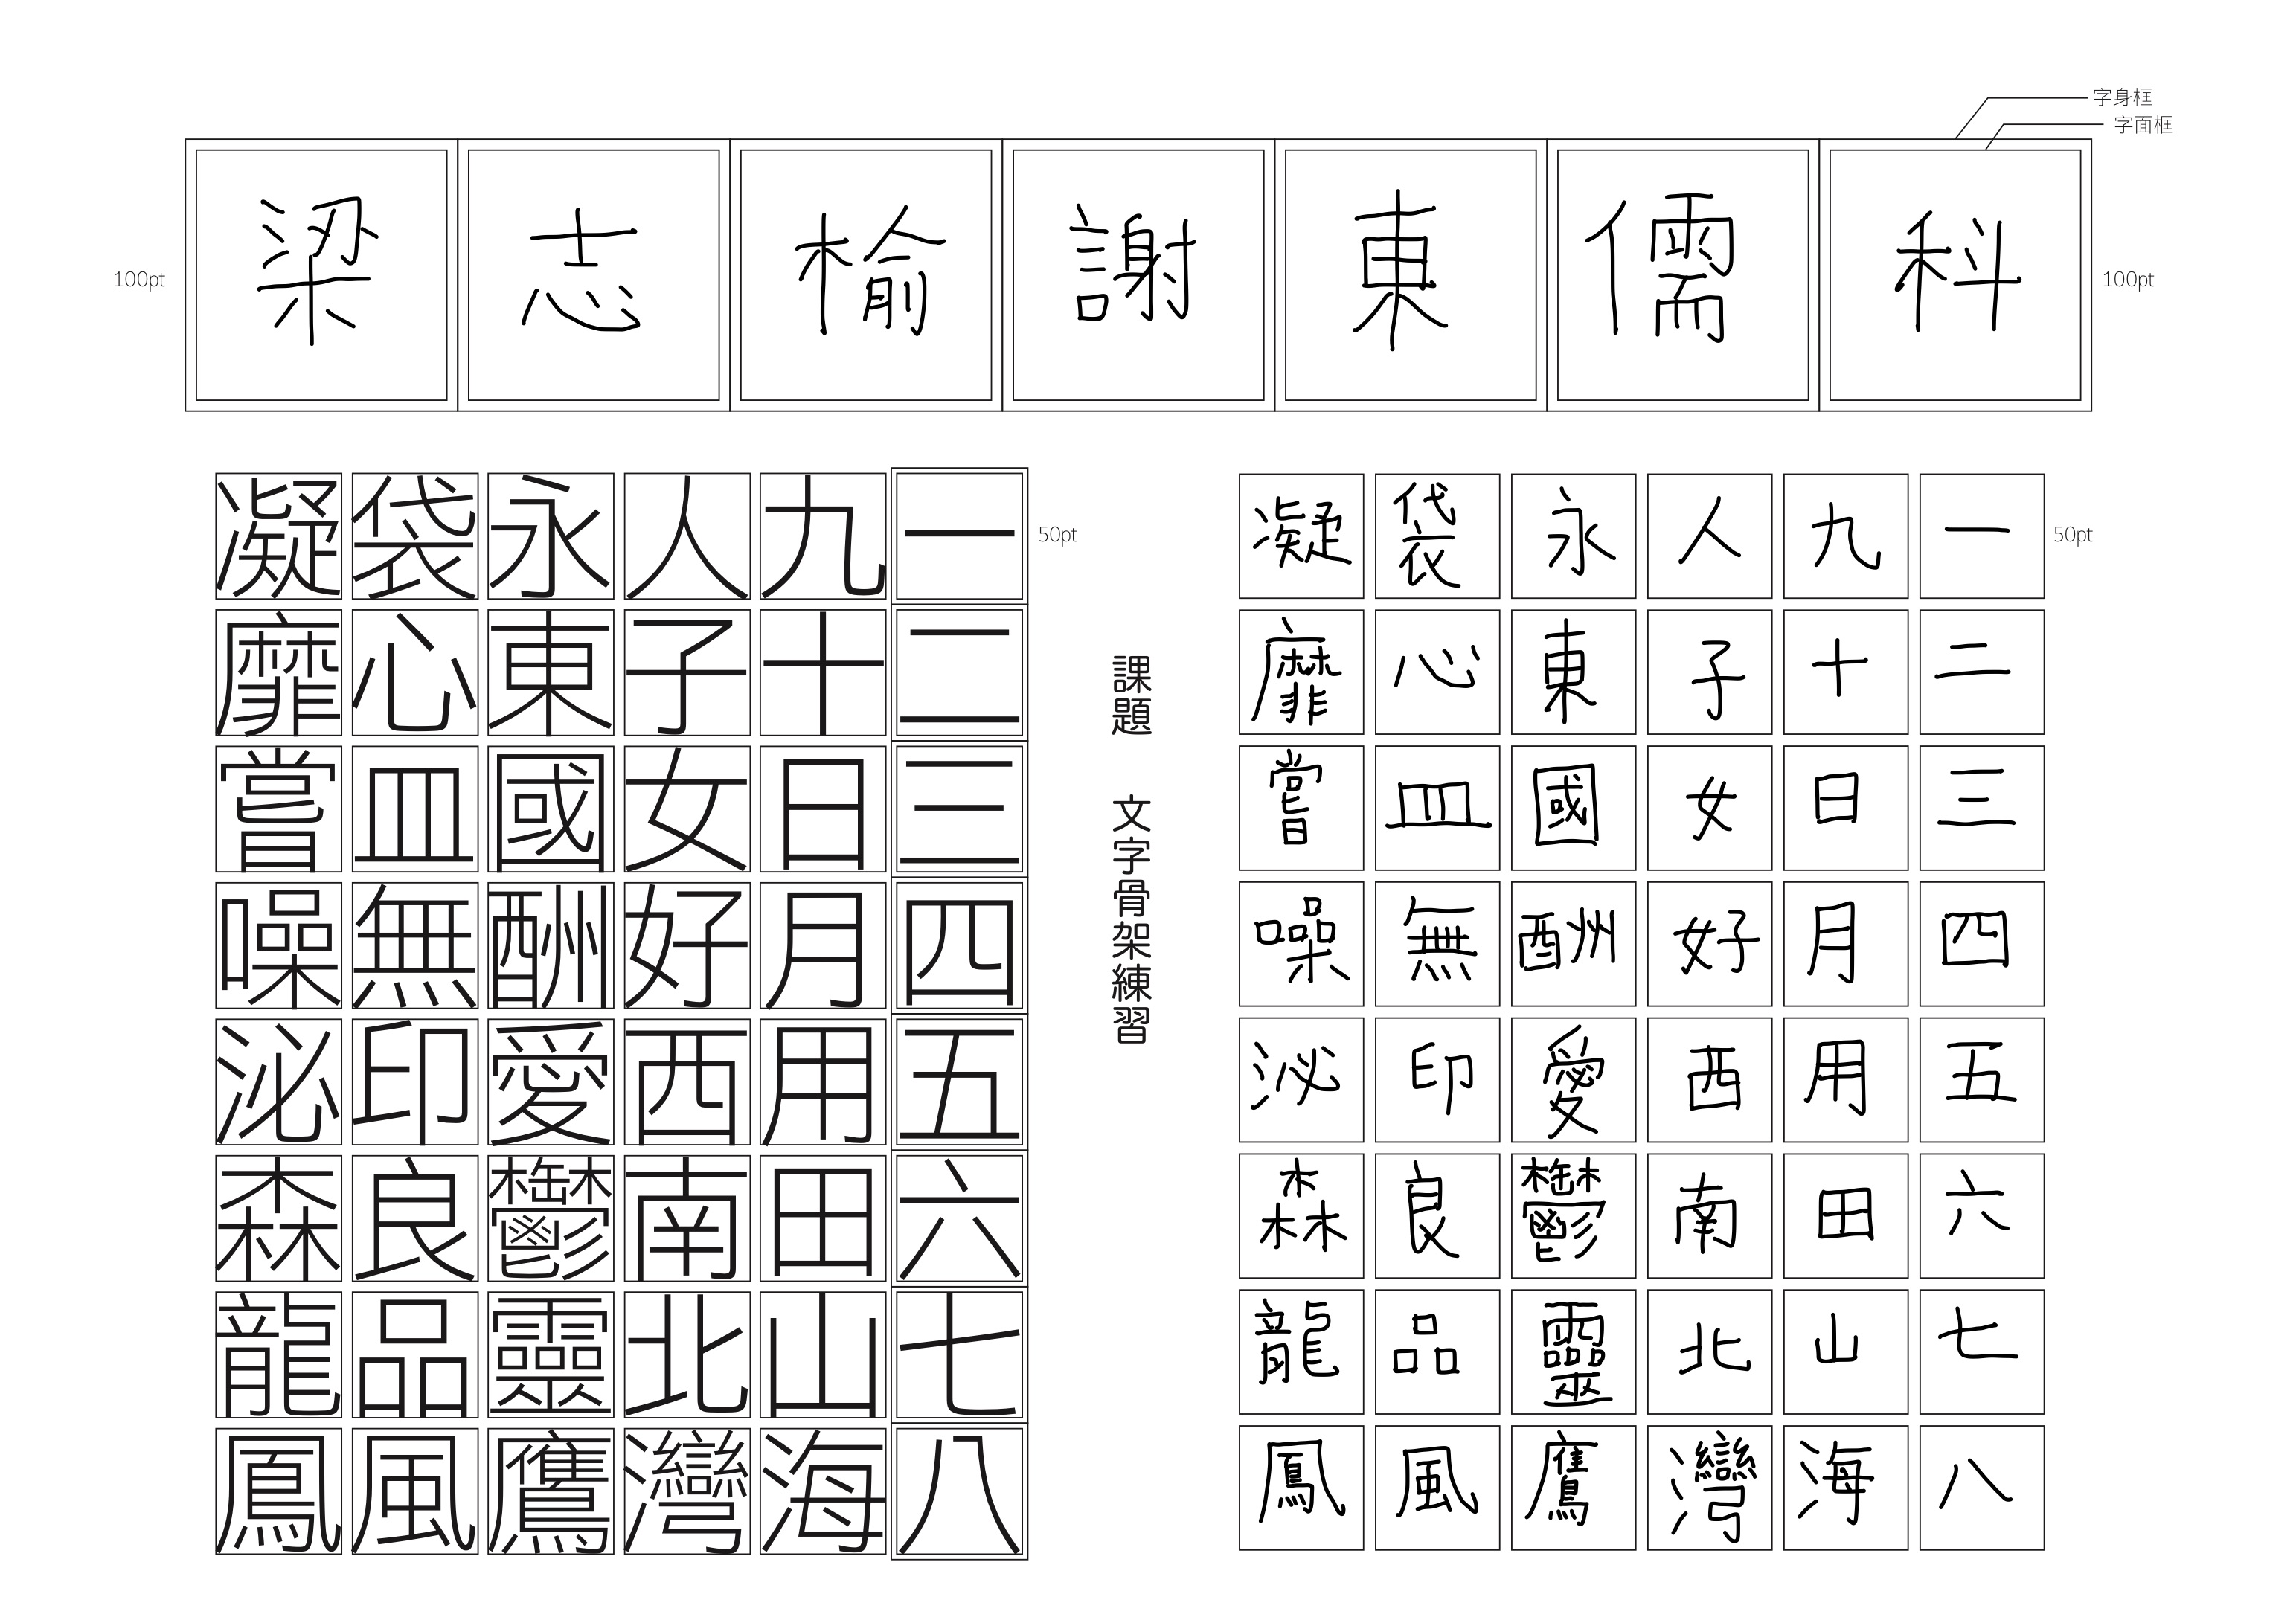 字身框
字面框
100pt
科儒東謝榆志梁
100pt
50pt
一二三四五六七八
九十日月用田山海
人子女好西南北灣
永東國酬愛鬱靈鷹
袋心皿無印良品風
凝靡嘗噪泌森龍鳳
課題 文字骨架練習
50pt
一二三四五六七八
九十日月用田山海
人子女好西南北灣
永東國酬愛鬱靈鷹
袋心皿無印良品風
凝靡嘗噪泌森龍鳳